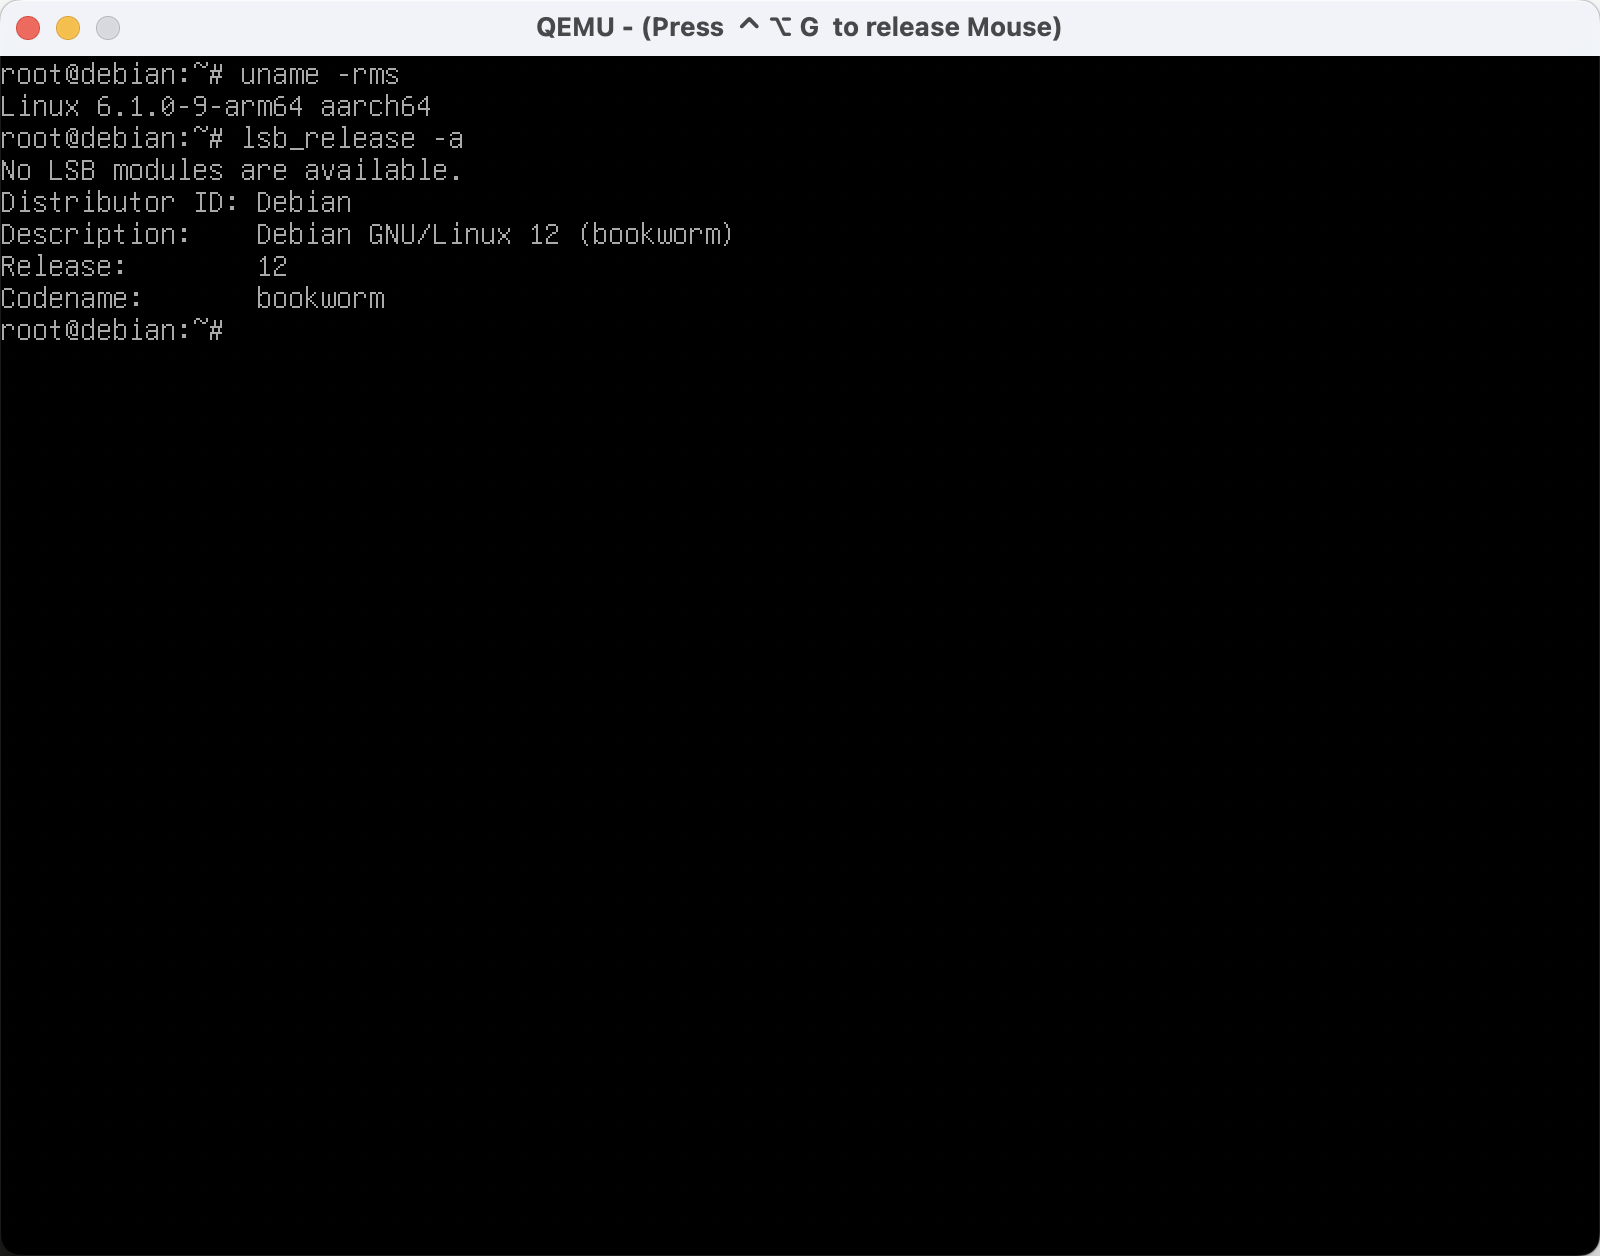 QEMU - (Press ^ ⌥ G to release Mouse)
root@debian:~# uname -rms
Linux 6.1.0-9-arm64 aarch64
root@debian:~# lsb_release -a
No LSB modules are available.
Distributor ID: Debian
Description:    Debian GNU/Linux 12 (bookworm)
Release:        12
Codename:       bookworm
root@debian:~#